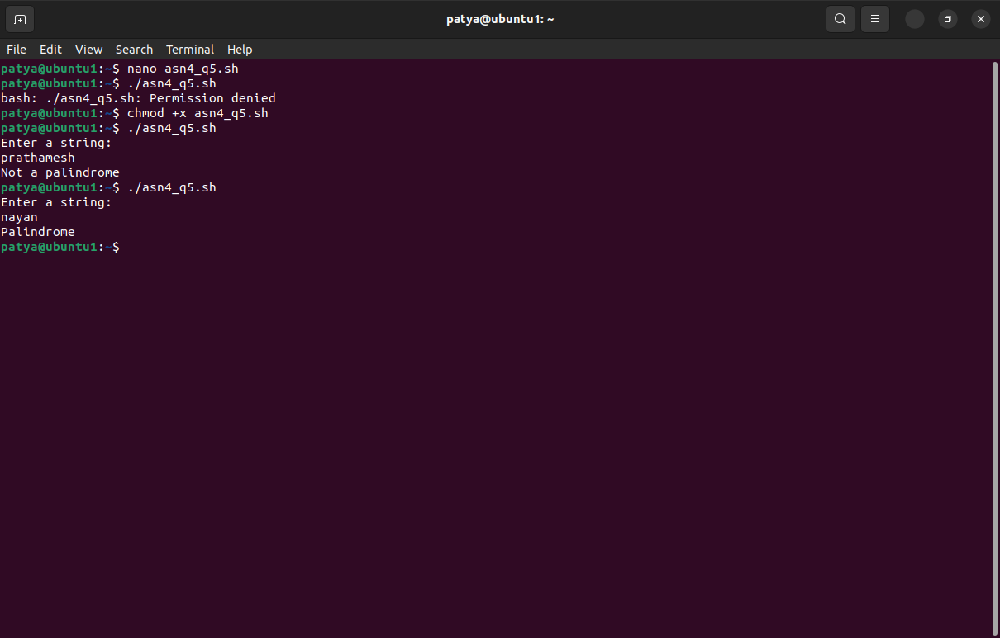 patya@ubuntu1: ~
File Edit View Search Terminal Help
patya@ubuntu1:~$ nano asn4_q5.sh
patya@ubuntu1:~$ ./asn4_q5.sh
bash: ./asn4_q5.sh: Permission denied
patya@ubuntu1:~$ chmod +x asn4_q5.sh
patya@ubuntu1:~$ ./asn4_q5.sh
Enter a string:
prathamesh
Not a palindrome
patya@ubuntu1:~$ ./asn4_q5.sh
Enter a string:
nayan
Palindrome
patya@ubuntu1:~$